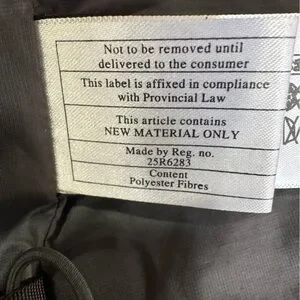 Not to be removed until
delivered to the consumer
This label is affixed in compliance
with Provincial Law
This article contains
NEW MATERIAL ONLY
Made by Reg. no.
25R6283
Content
Polyester Fibres